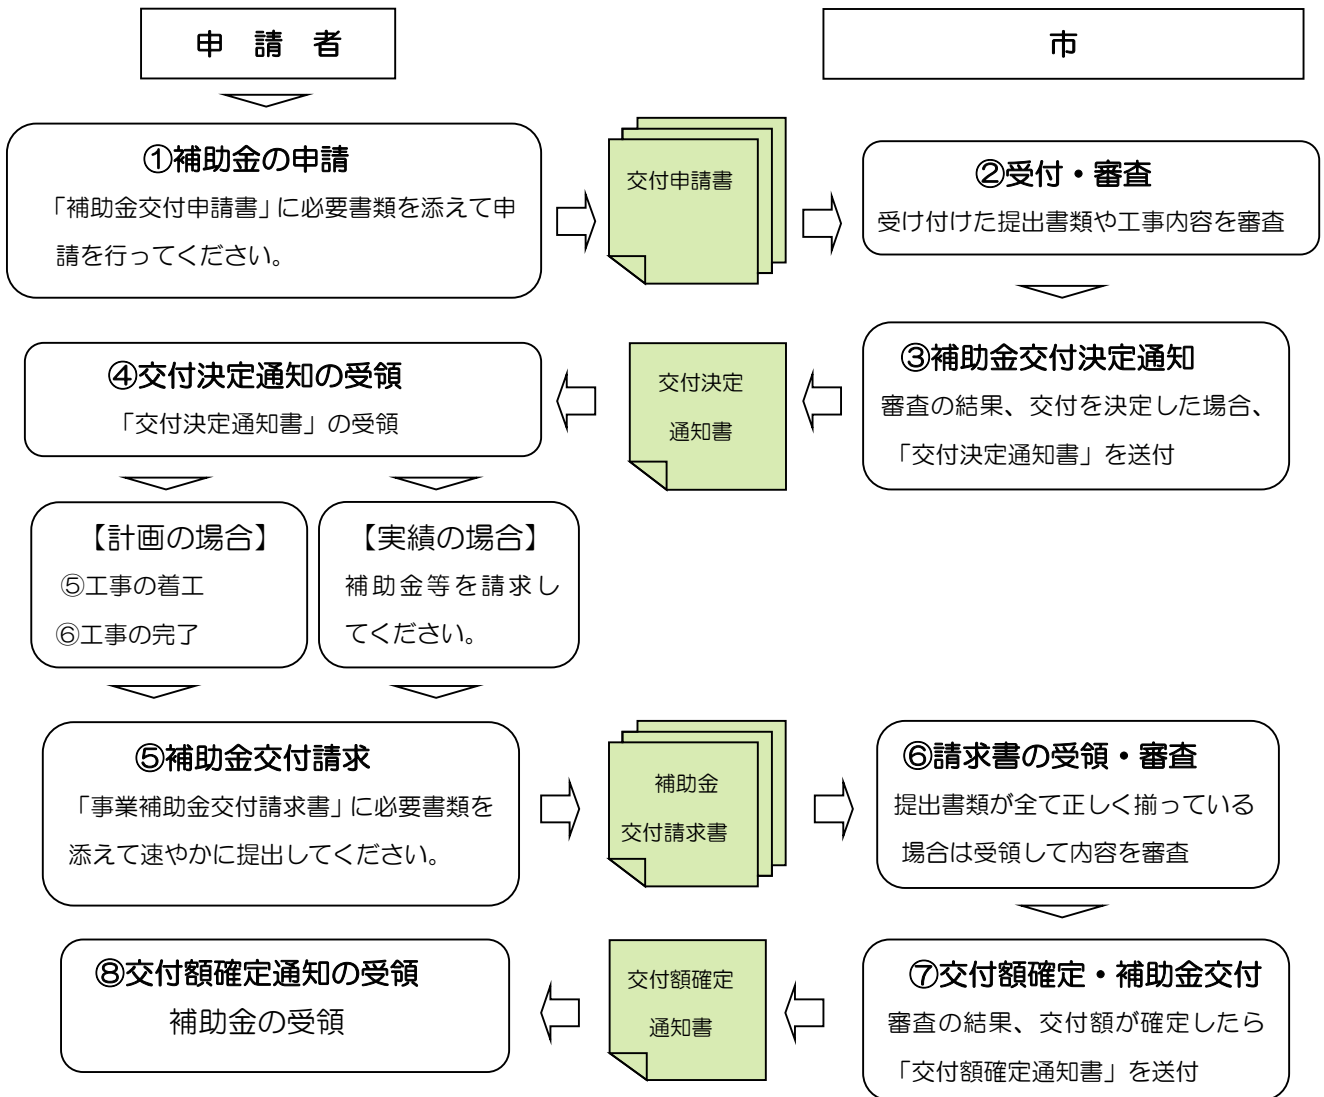 申 請 者
市
①補助金の申請
「補助金交付申請書」に必要書類を添えて申
請を行ってください。
交付申請書
②受付・審査
受け付けた提出書類や工事内容を審査
③補助金交付決定通知
審査の結果、交付を決定した場合、
「交付決定通知書」を送付
交付決定
通知書
④交付決定通知の受領
「交付決定通知書」の受領
【計画の場合】
⑤工事の着工
⑥工事の完了
【実績の場合】
補助金等を請求し
てください。
⑤補助金交付請求
「事業補助金交付請求書」に必要書類を
添えて速やかに提出してください。
補助金
交付請求書
⑥請求書の受領・審査
提出書類が全て正しく揃っている
場合は受領して内容を審査
⑦交付額確定・補助金交付
審査の結果、交付額が確定したら
「交付額確定通知書」を送付
交付額確定
通知書
⑧交付額確定通知の受領
補助金の受領